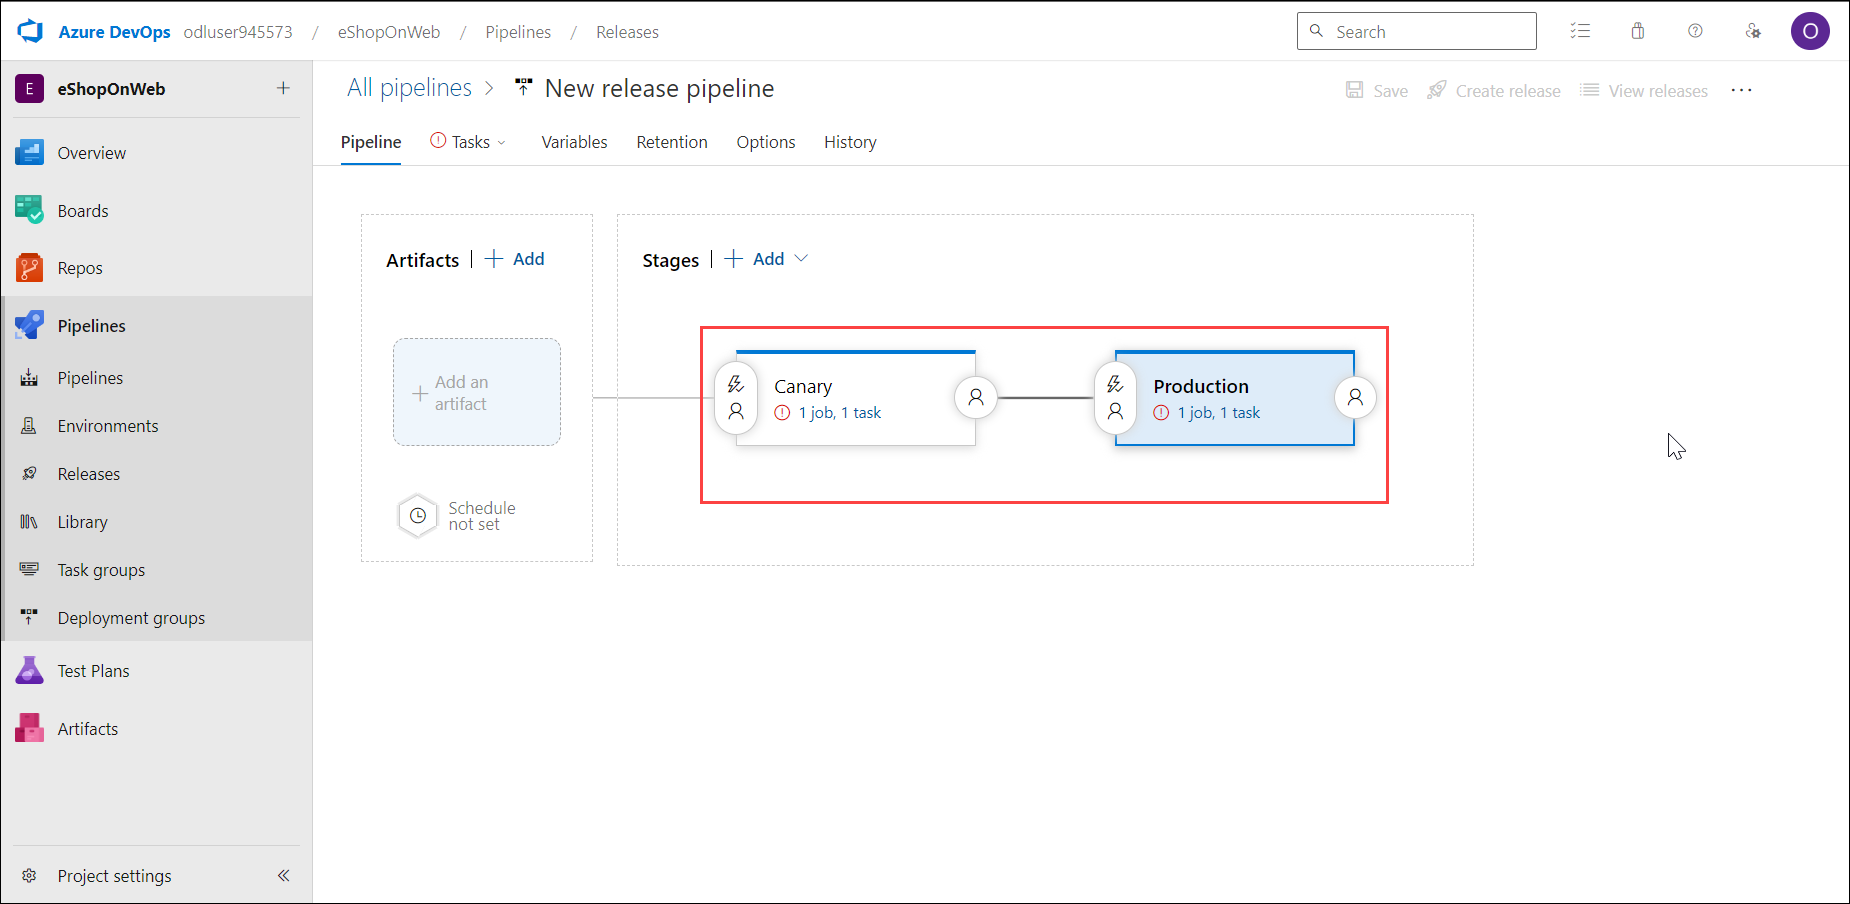 Azure DevOps odluser945573 / eShopOnWeb / Pipelines / Releases
Search
O
E eShopOnWeb
Overview
Boards
Repos
Pipelines
Pipelines
Environments
Releases
Library
Task groups
Deployment groups
Test Plans
Artifacts
Project settings
All pipelines > New release pipeline
Save Create release View releases ...
Pipeline Tasks Variables Retention Options History
Artifacts | + Add
Add an
artifact
Schedule
not set
Stages | + Add
Canary
1 job, 1 task
Production
1 job, 1 task